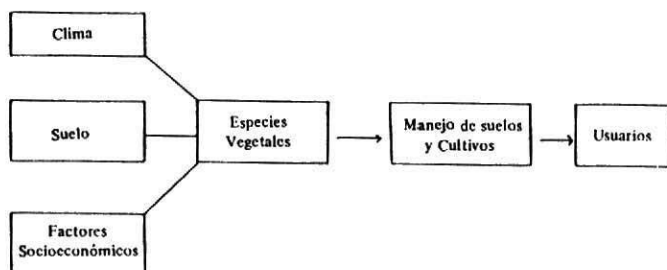 Clima
Suelo
Factores
Socioeconómicos
Especies
Vegetales
Manejo de suelos
y Cultivos
Usuarios